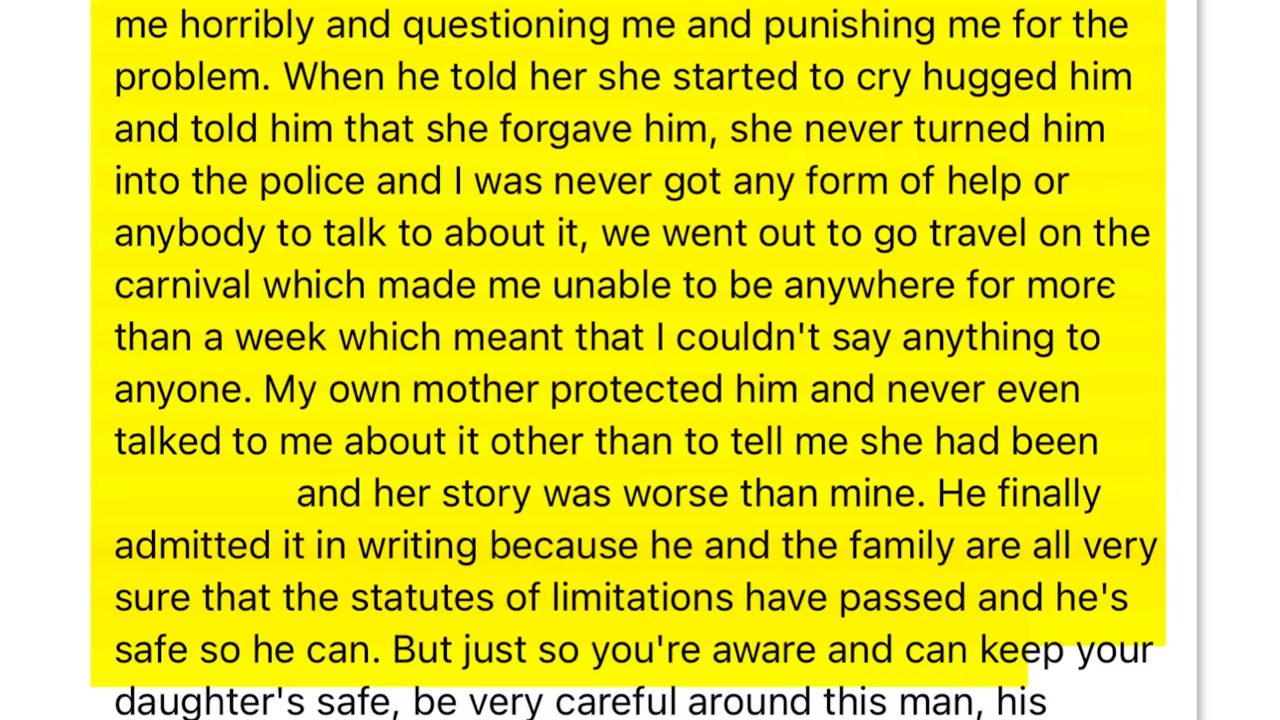 me horribly and questioning me and punishing me for the
problem. When he told her she started to cry hugged him
and told him that she forgave him, she never turned him
into the police and I was never got any form of help or
anybody to talk to about it, we went out to go travel on the
carnival which made me unable to be anywhere for more
than a week which meant that I couldn't say anything to
anyone. My own mother protected him and never even
talked to me about it other than to tell me she had been
and her story was worse than mine. He finally
admitted it in writing because he and the family are all very
sure that the statutes of limitations have passed and he's
safe so he can. But just so you're aware and can keep your
daughter's safe, be very careful around this man, his